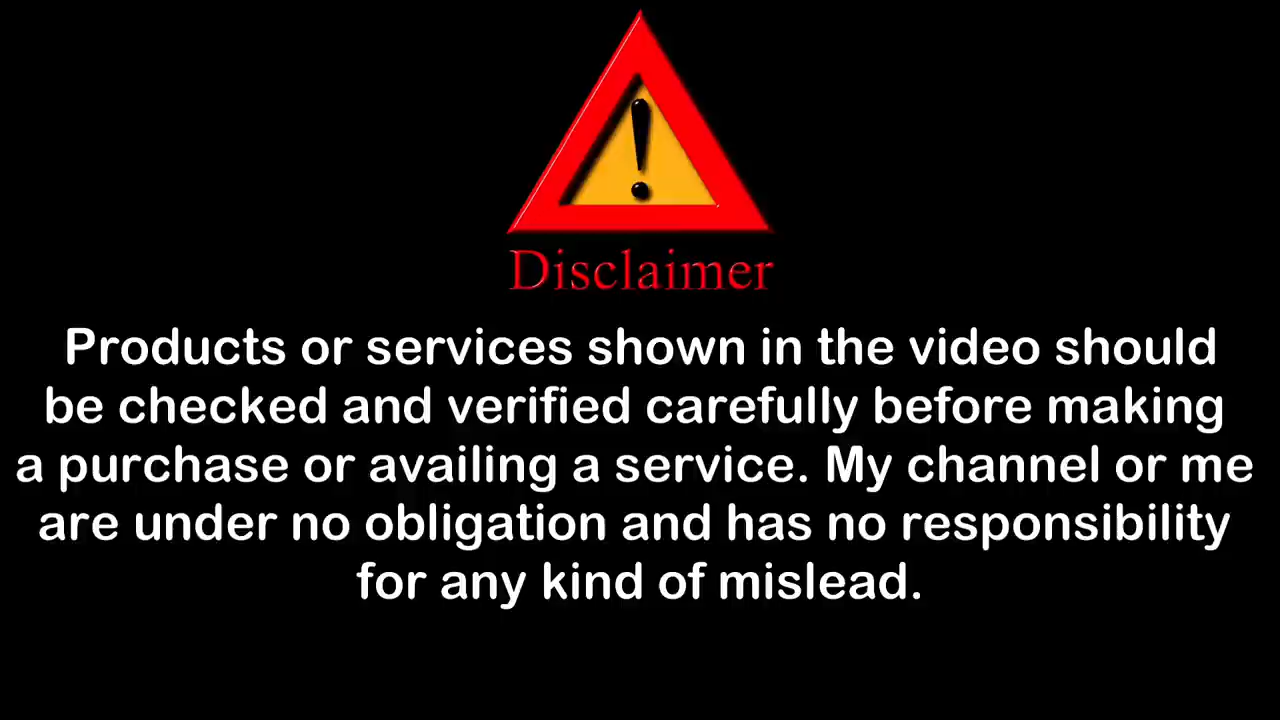 Disclaimer
Products or services shown in the video should
be checked and verified carefully before making
a purchase or availing a service. My channel or me
are under no obligation and has no responsibility
for any kind of mislead.